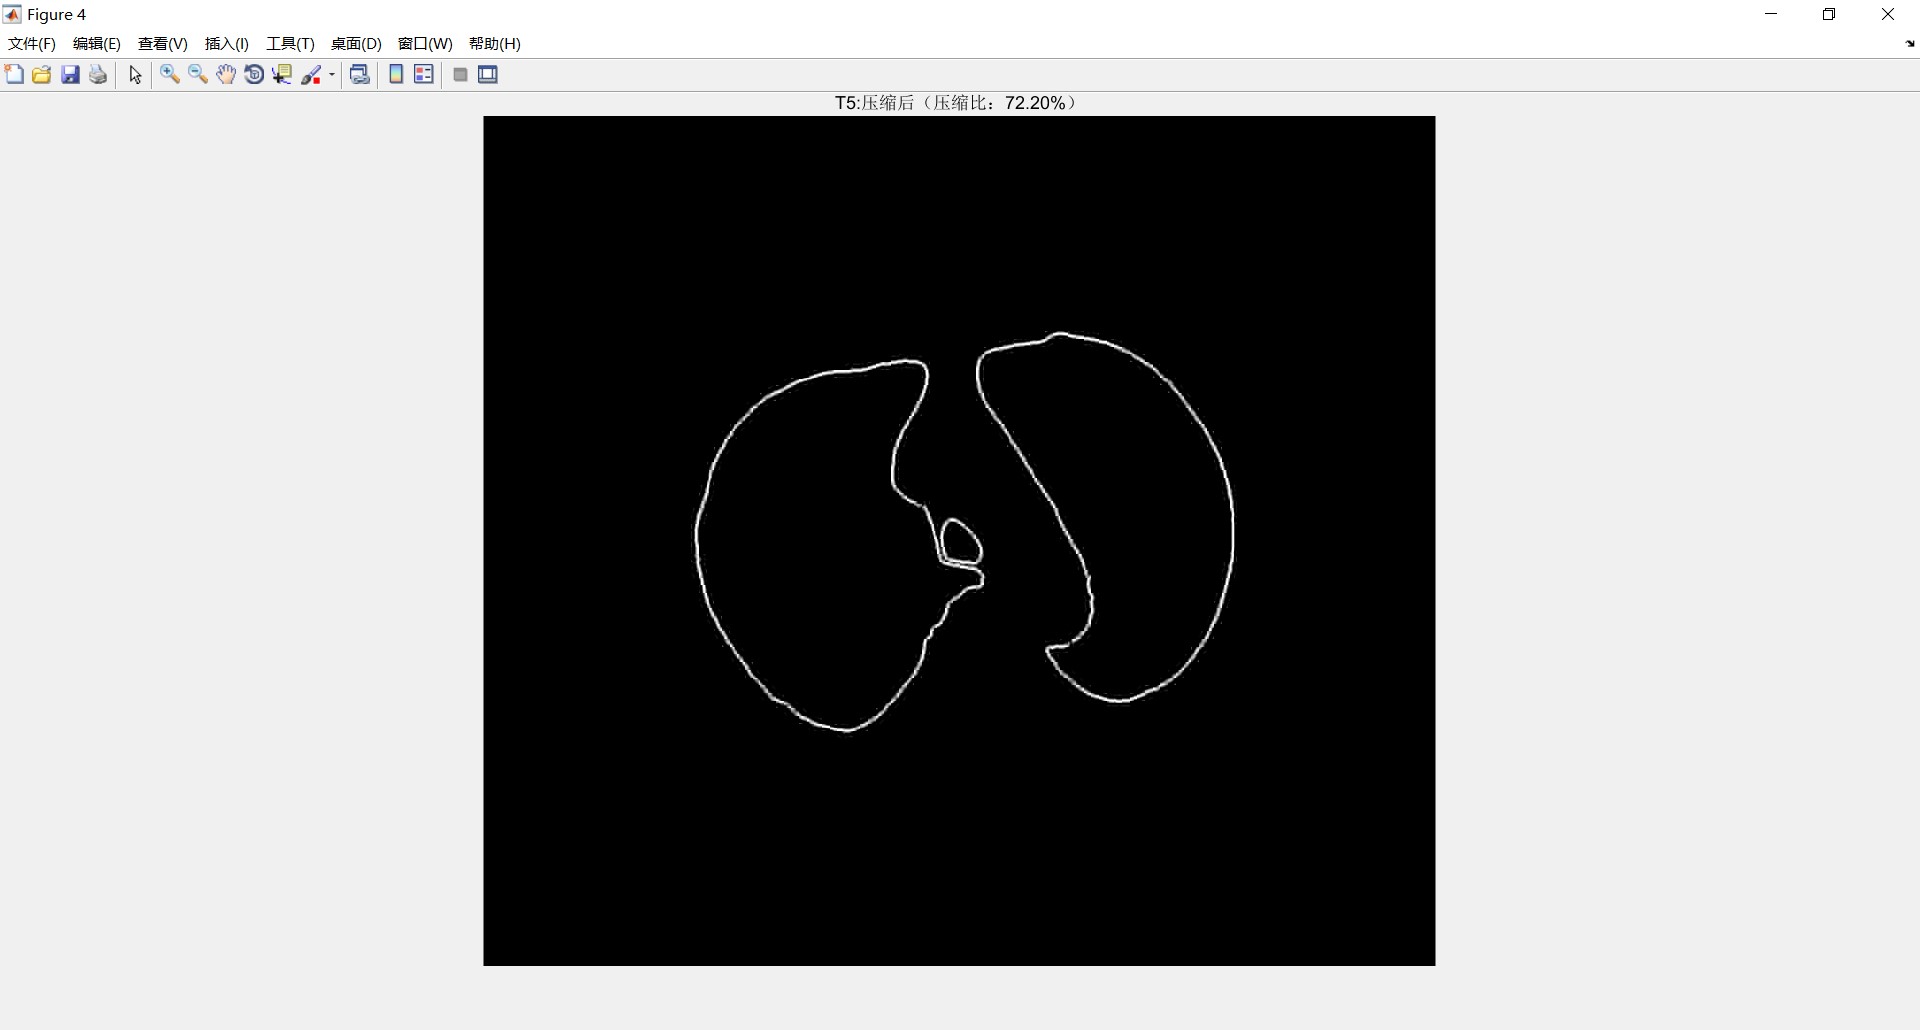 Figure 4
文件(F) 编辑(E) 查看(V) 插入(I) 工具(T) 桌面(D) 窗口(W) 帮助(H)
T5:压缩后（压缩比：72.20%）